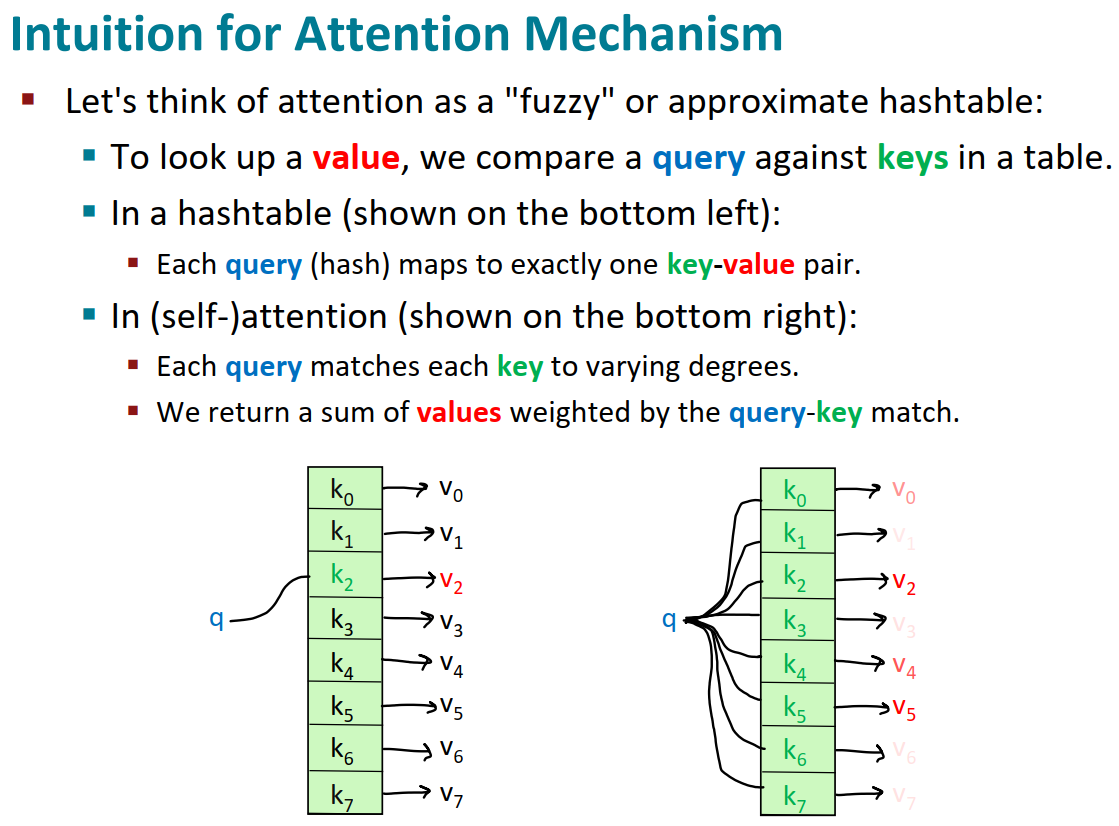 Intuition for Attention Mechanism
Let's think of attention as a "fuzzy" or approximate hashtable:
To look up a value, we compare a query against keys in a table.
In a hashtable (shown on the bottom left):
Each query (hash) maps to exactly one key-value pair.
In (self-)attention (shown on the bottom right):
Each query matches each key to varying degrees.
We return a sum of values weighted by the query-key match.
k₀ v₀
k₁ v₁
k₂ v₂
q
k₃ v₃
k₄ v₄
k₅ v₅
k₆ v₆
k₇ v₇
k₀ v₀
k₁ v₁
k₂ v₂
q
k₃ v₃
k₄ v₄
k₅ v₅
k₆ v₆
k₇ v₇